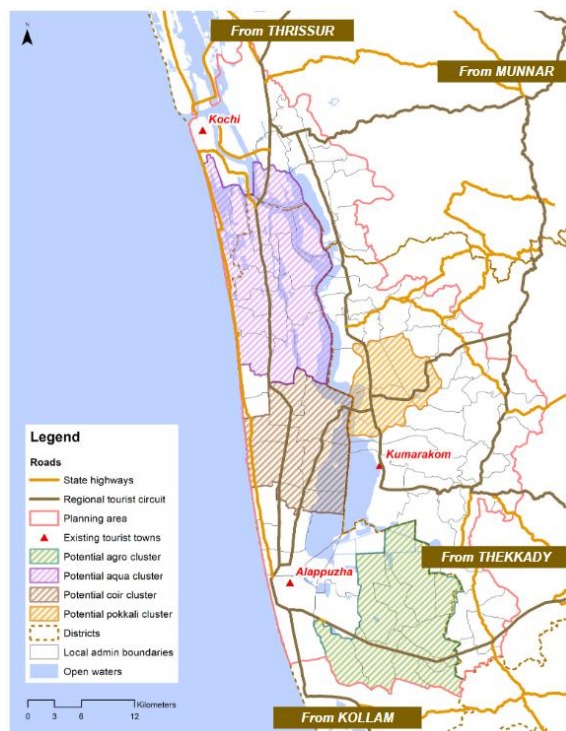 N
From THRISSUR
From MUNNAR
Kochi
Kumarakom
Alappuzha
From THEKKADY
From KOLLAM
Legend
Roads
State highways
Regional tourist circuit
Planning area
Existing tourist towns
Potential agro cluster
Potential aqua cluster
Potential coir cluster
Potential pokkali cluster
Districts
Local admin boundaries
Open waters
Kilometers
0 3 6 12